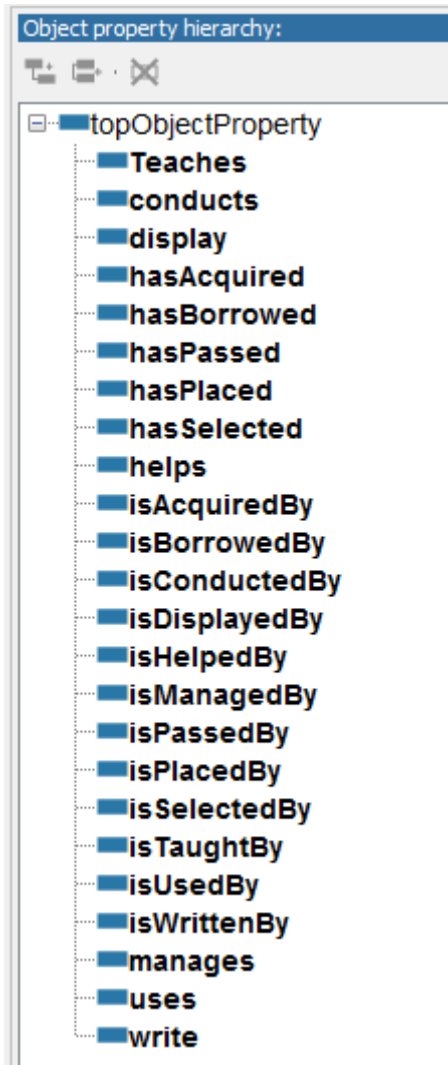 Object property hierarchy:
topObjectProperty
Teaches
conducts
display
hasAcquired
hasBorrowed
hasPassed
hasPlaced
hasSelected
helps
isAcquiredBy
isBorrowedBy
isConductedBy
isDisplayedBy
isHelpedBy
isManagedBy
isPassedBy
isPlacedBy
isSelectedBy
isTaughtBy
isUsedBy
isWrittenBy
manages
uses
write